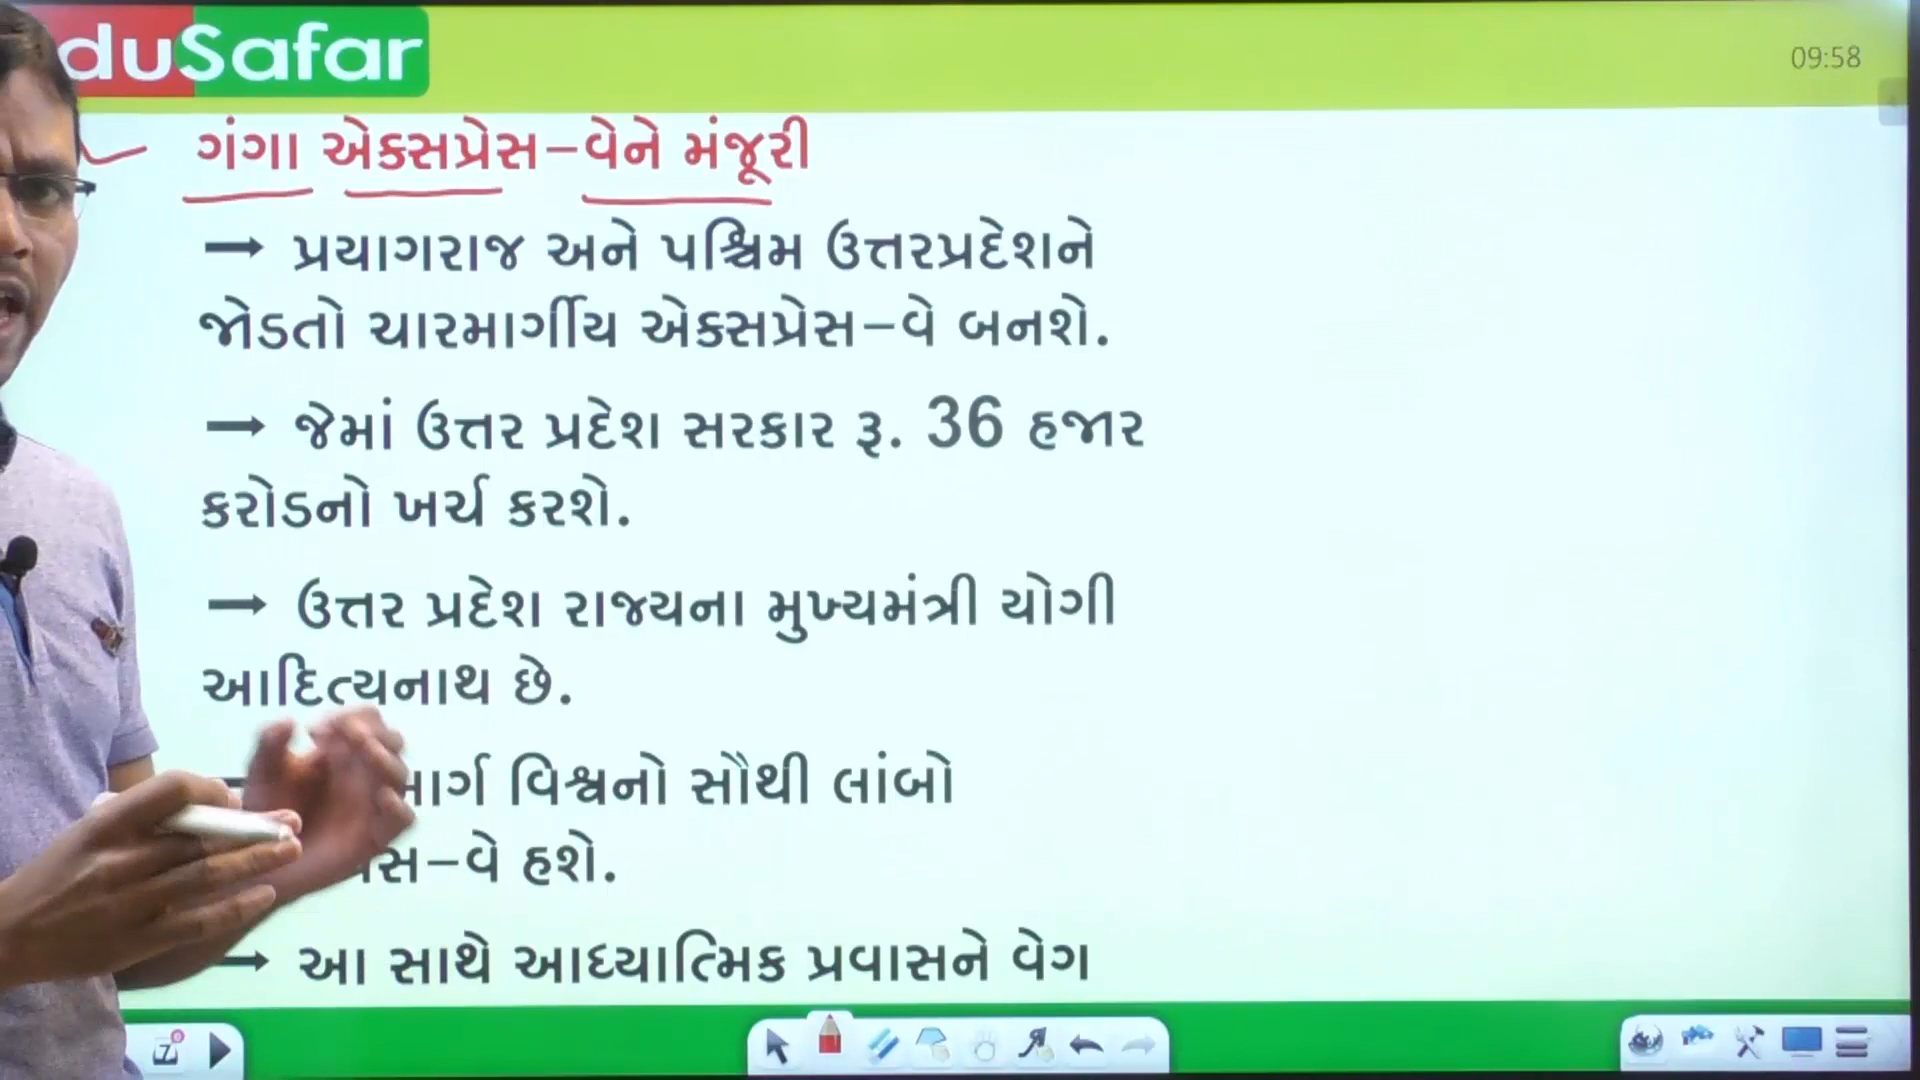 duSafar
09:58
ગંગા એક્સપ્રેસ–વેને મંજૂરી
→ પ્રયાગરાજ અને પશ્ચિમ ઉત્તરપ્રદેશને
જોડતો ચારમાર્ગીય એક્સપ્રેસ–વે બનશે.
→ જેમાં ઉત્તર પ્રદેશ સરકાર રૂ. 36 હજાર
કરોડનો ખર્ચ કરશે.
→ ઉત્તર પ્રદેશ રાજ્યના મુખ્યમંત્રી યોગી
આદિત્યનાથ છે.
વિશ્વનો સૌથી લાંબો
વે હશે.
→ આ સાથે આધ્યાત્મિક પ્રવાસને વેગ